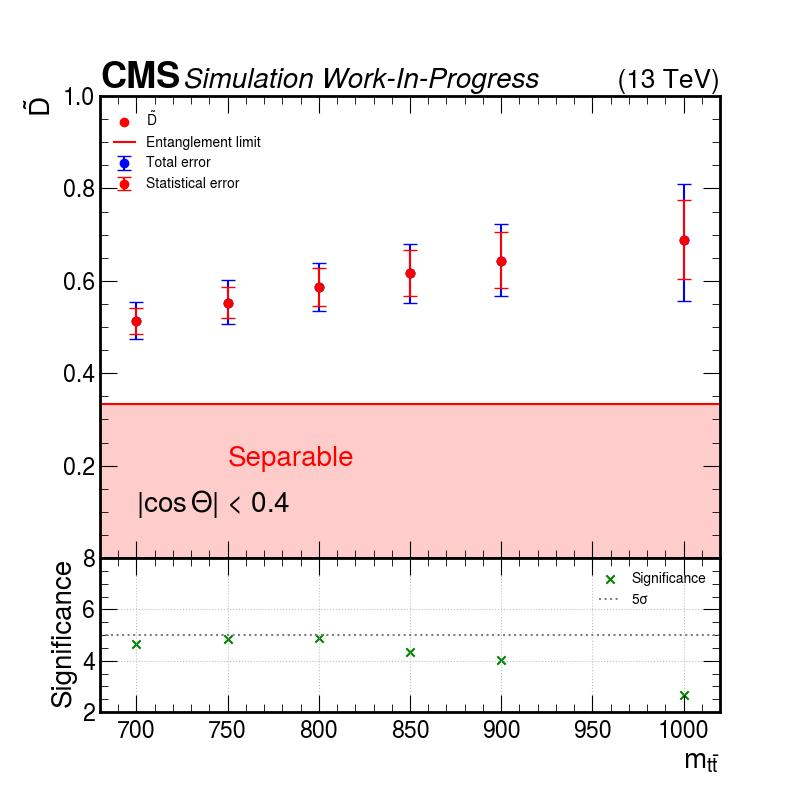 CMS Simulation Work-In-Progress (13 TeV)
D̃
1.0
0.8
0.6
0.4
0.2
D̃
Entanglement limit
Total error
Statistical error
Separable
|cos Θ| < 0.4
Significance
8
6
4
2
Significance
5σ
700 750 800 850 900 950 1000
m_{tt̄}